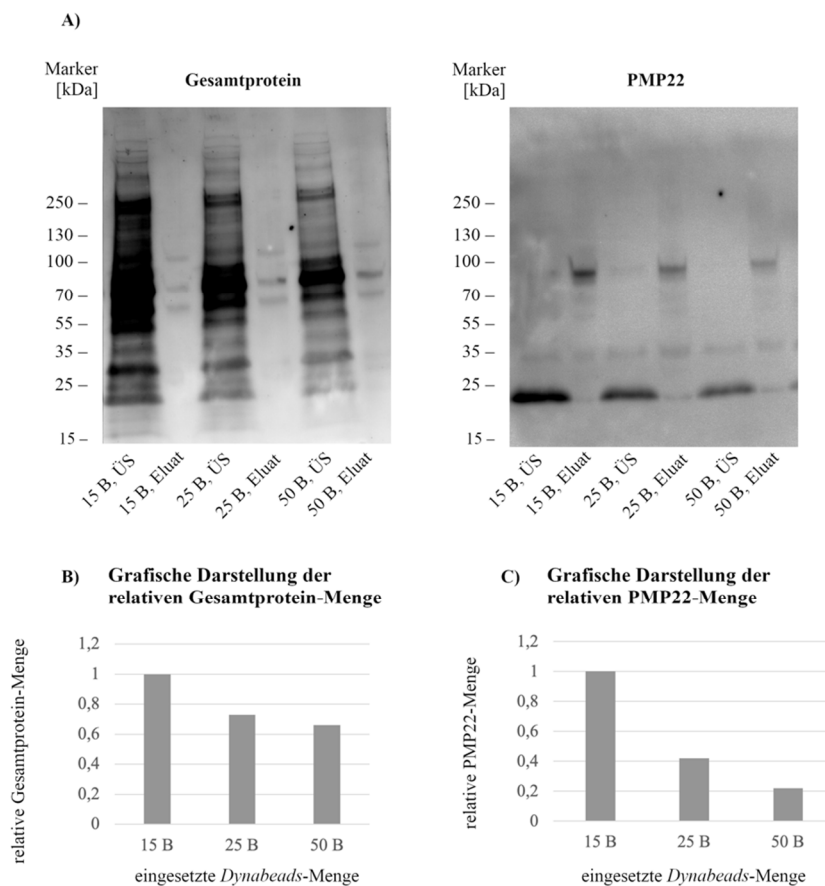 A)
Marker
[kDa]
Gesamtprotein
250 –
130 –
100 –
70 –
55 –
35 –
25 –
15 –
15 B, ÜS
15 B, Eluat
25 B, ÜS
25 B, Eluat
50 B, ÜS
50 B, Eluat
Marker
[kDa]
PMP22
250 –
130 –
100 –
70 –
55 –
35 –
25 –
15 –
15 B, ÜS
15 B, Eluat
25 B, ÜS
25 B, Eluat
50 B, ÜS
50 B, Eluat
B) Grafische Darstellung der
relativen Gesamtprotein-Menge
relative Gesamtprotein-Menge
1,2
1
0,8
0,6
0,4
0,2
0
15 B
25 B
50 B
eingesetzte Dynabeads-Menge
C) Grafische Darstellung der
relativen PMP22-Menge
relative PMP22-Menge
1,2
1
0,8
0,6
0,4
0,2
0
15 B
25 B
50 B
eingesetzte Dynabeads-Menge